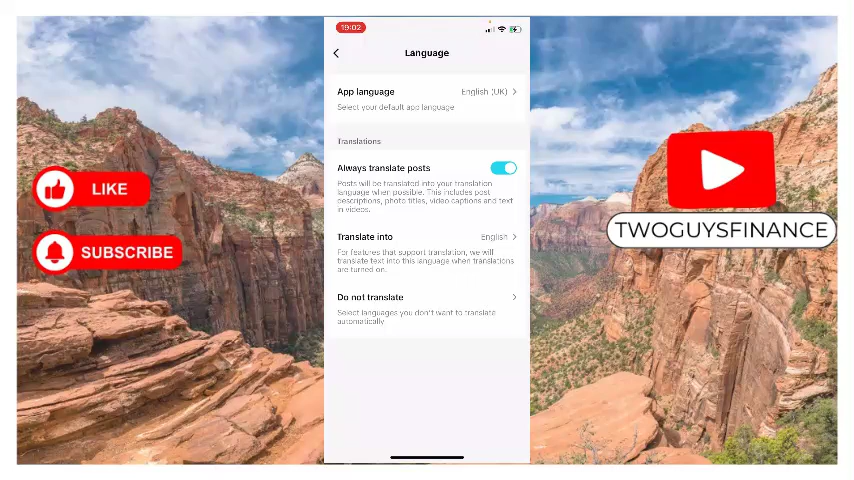 19:02
Language
App language English (UK)
Select your default app language
Translations
Always translate posts
Posts will be translated into your translation
language when possible. This includes post
descriptions, photo titles, video captions and text
in videos.
Translate into English
For features that support translation, we will
translate text into this language when translations
are turned on.
Do not translate
Select languages you don't want to translate
automatically
LIKE
SUBSCRIBE
TWOGUYSFINANCE